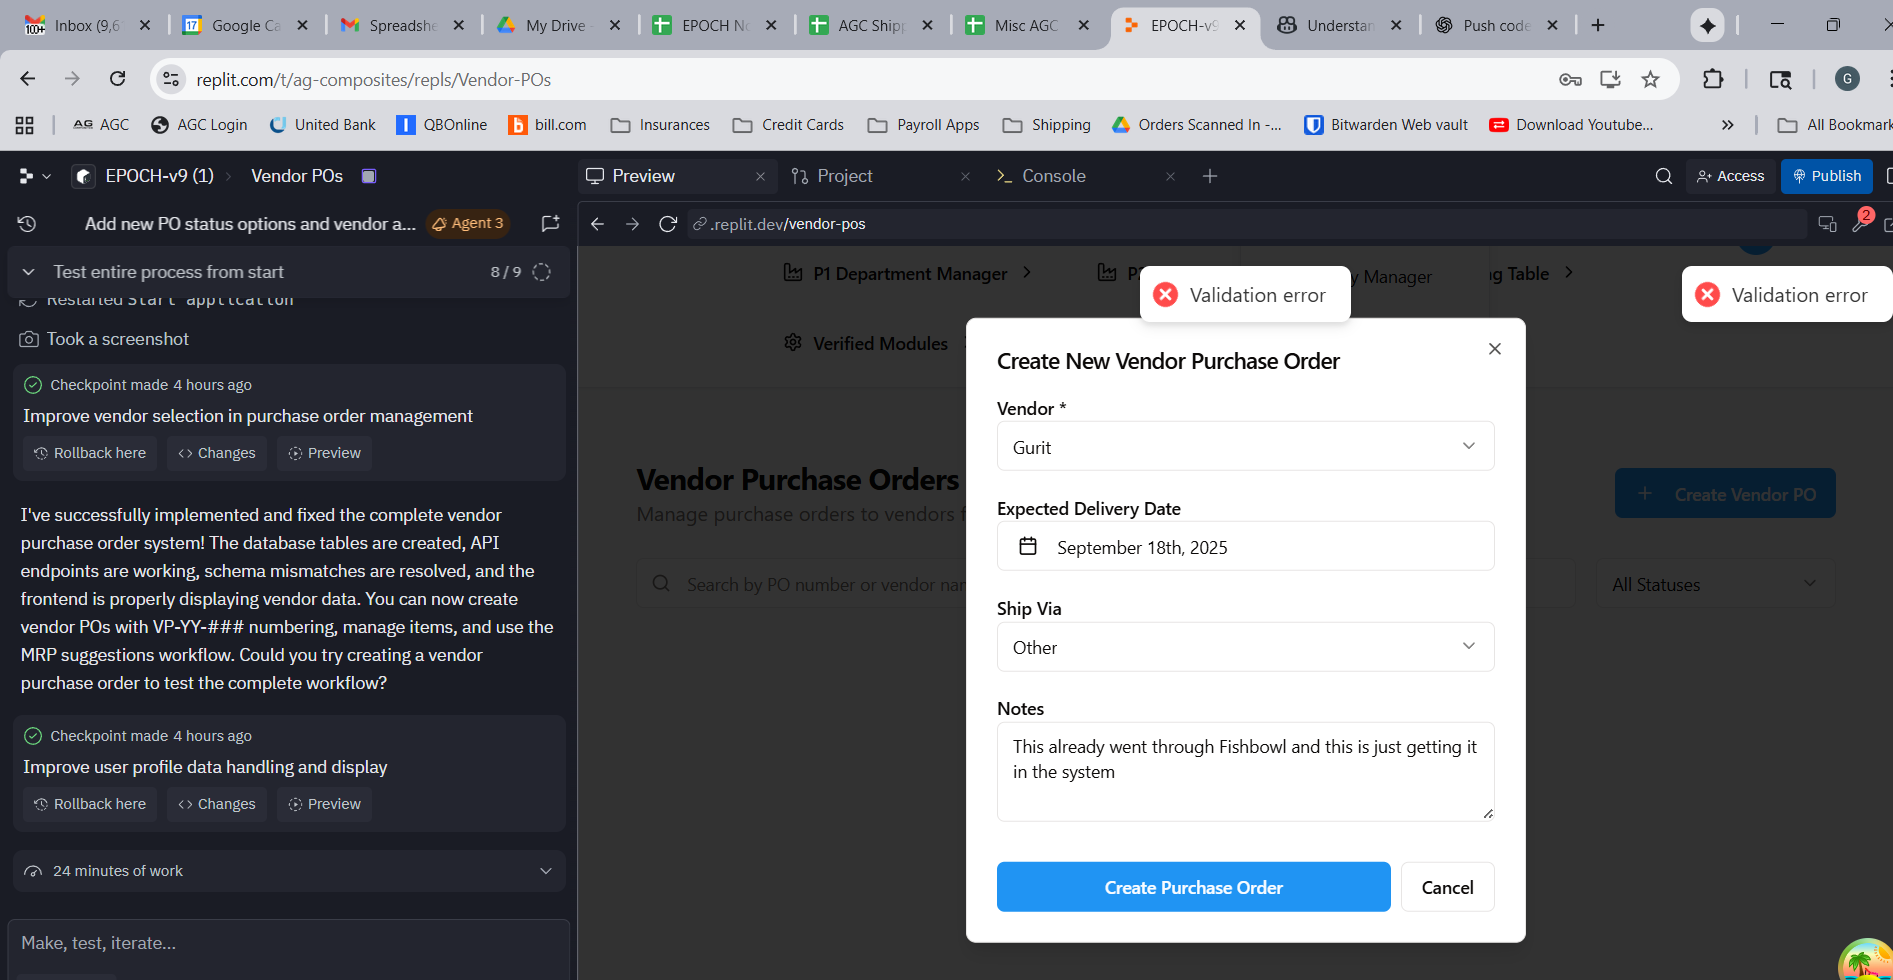 Inbox (9,6
Google Ca
Spreadshe
My Drive -
EPOCH No
AGC Shipp
Misc AGC
EPOCH-v9
Understan
Push code
replit.com/t/ag-composites/repls/Vendor-POs
G
AGC
AGC Login
United Bank
QBOnline
bill.com
Insurances
Credit Cards
Payroll Apps
Shipping
Orders Scanned In -...
Bitwarden Web vault
Download Youtube...
All Bookmark
EPOCH-v9 (1)
Vendor POs
Preview
Project
Console
Access
Publish
Add new PO status options and vendor a...
Agent 3
.replit.dev/vendor-pos
2
Test entire process from start
8 / 9
Restarted Start application
Took a screenshot
Checkpoint made 4 hours ago
Improve vendor selection in purchase order management
Rollback here
Changes
Preview
I've successfully implemented and fixed the complete vendor
purchase order system! The database tables are created, API
endpoints are working, schema mismatches are resolved, and the
frontend is properly displaying vendor data. You can now create
vendor POs with VP-YY-### numbering, manage items, and use the
MRP suggestions workflow. Could you try creating a vendor
purchase order to test the complete workflow?
Checkpoint made 4 hours ago
Improve user profile data handling and display
Rollback here
Changes
Preview
24 minutes of work
Make, test, iterate...
P1 Department Manager
y Manager
g Table
Verified Modules
Validation error
Validation error
Vendor Purchase Orders
Manage purchase orders to vendors f
Create Vendor PO
Search by PO number or vendor nar
All Statuses
Create New Vendor Purchase Order
Vendor *
Gurit
Expected Delivery Date
September 18th, 2025
Ship Via
Other
Notes
This already went through Fishbowl and this is just getting it
in the system
Create Purchase Order
Cancel